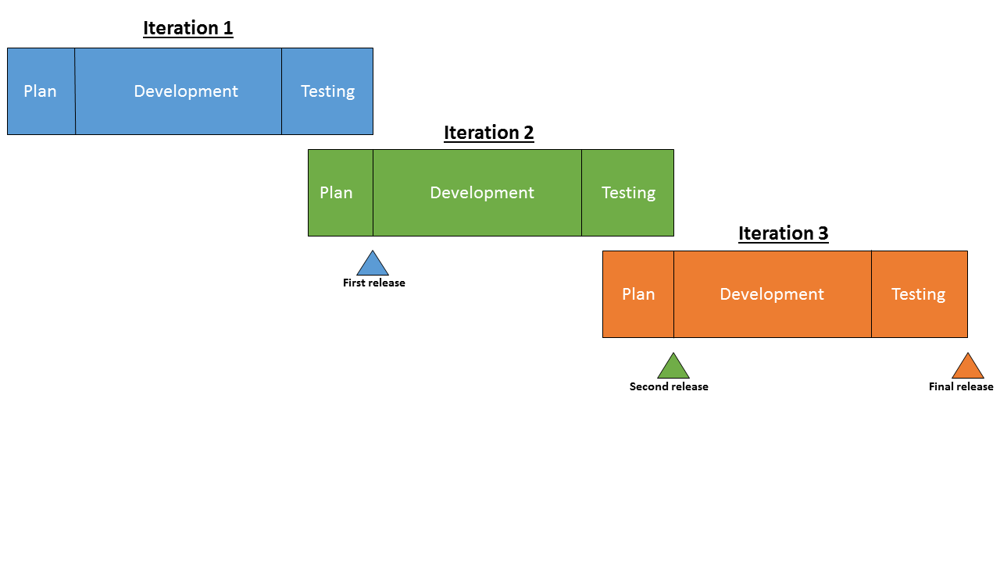 Iteration 1
Plan Development Testing
Iteration 2
Plan Development Testing
First release
Iteration 3
Plan Development Testing
Second release Final release